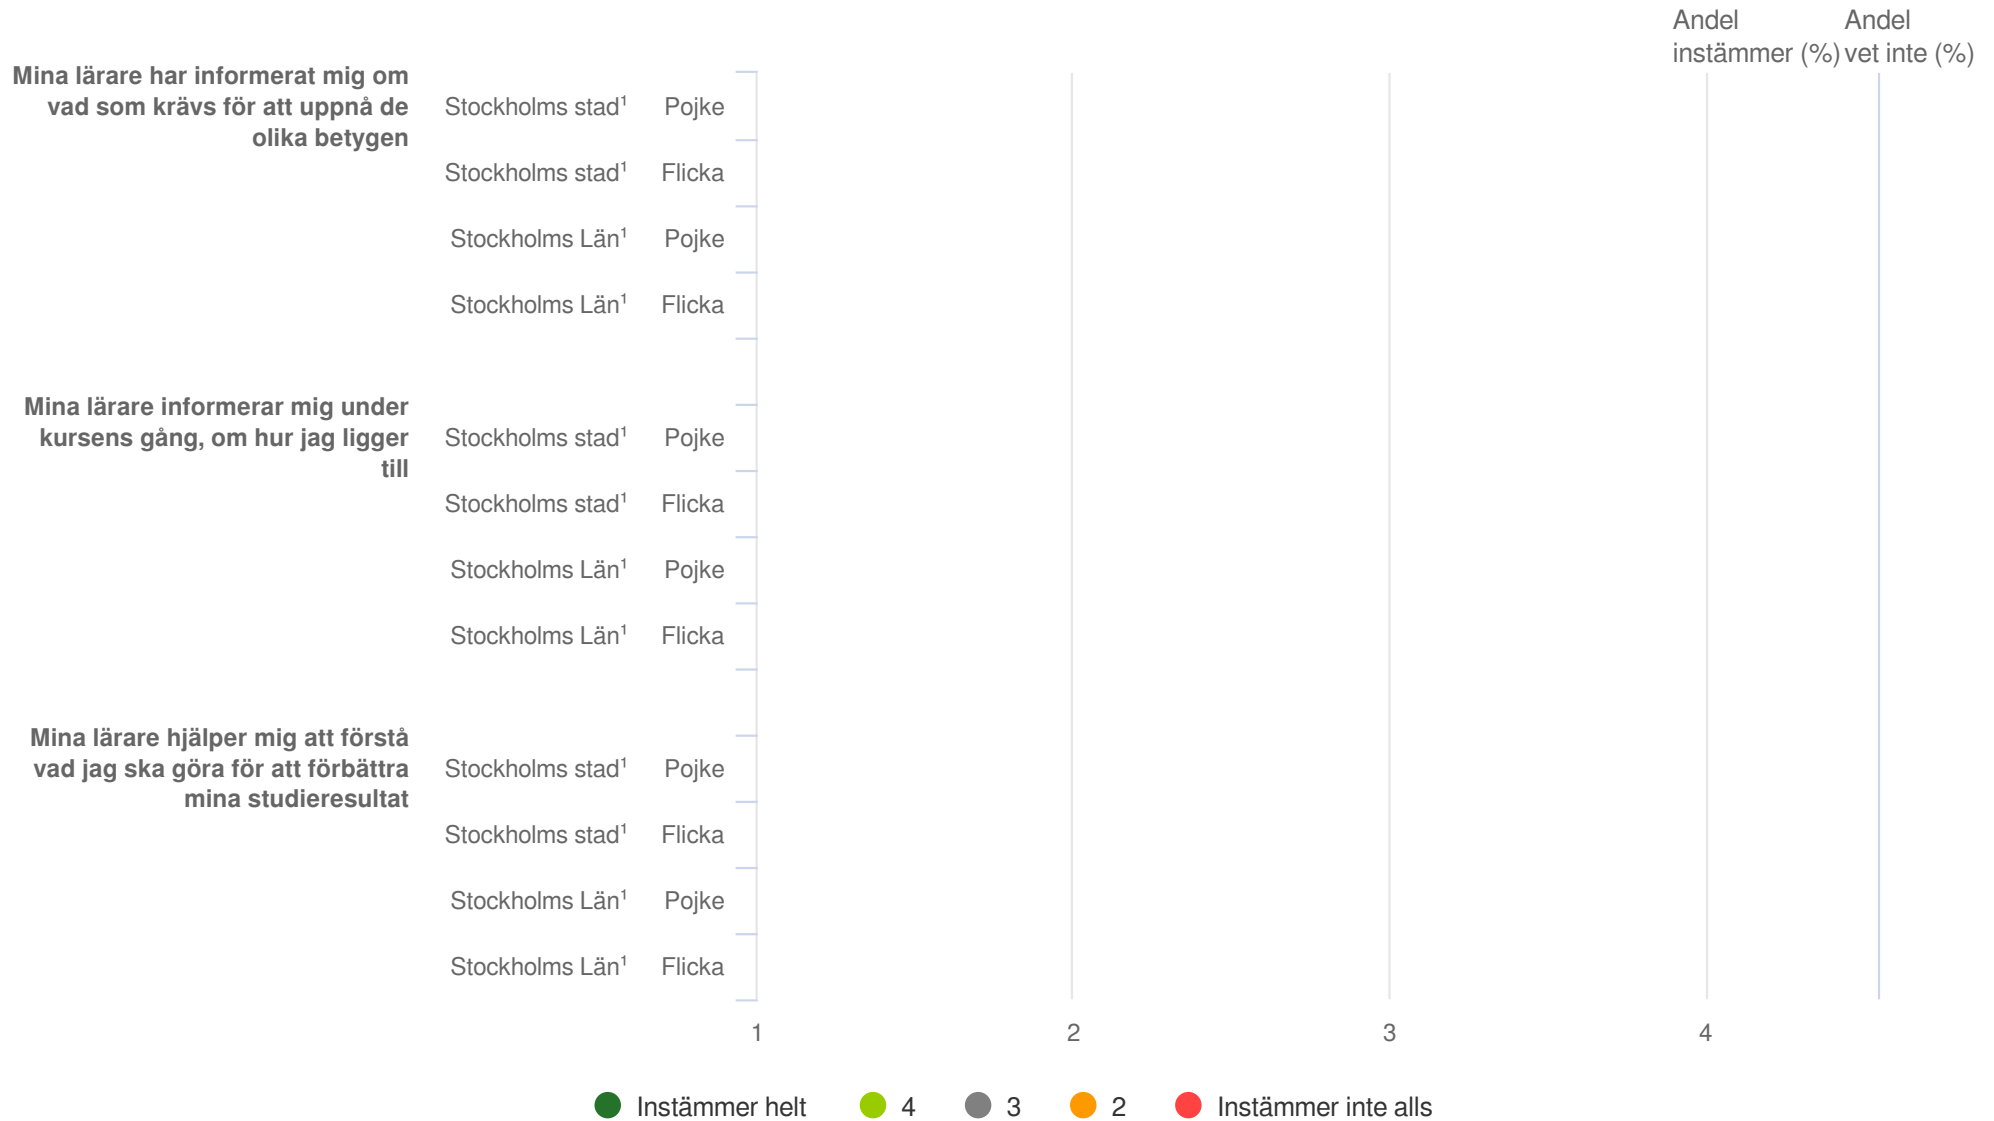 Andel
instämmer (%)
Andel
vet inte (%)
Mina lärare har informerat mig om
vad som krävs för att uppnå de
olika betygen
Stockholms stad¹ Pojke
Stockholms stad¹ Flicka
Stockholms Län¹ Pojke
Stockholms Län¹ Flicka
Mina lärare informerar mig under
kursens gång, om hur jag ligger
till
Stockholms stad¹ Pojke
Stockholms stad¹ Flicka
Stockholms Län¹ Pojke
Stockholms Län¹ Flicka
Mina lärare hjälper mig att förstå
vad jag ska göra för att förbättra
mina studieresultat
Stockholms stad¹ Pojke
Stockholms stad¹ Flicka
Stockholms Län¹ Pojke
Stockholms Län¹ Flicka
1 2 3 4
Instämmer helt 4 3 2 Instämmer inte alls